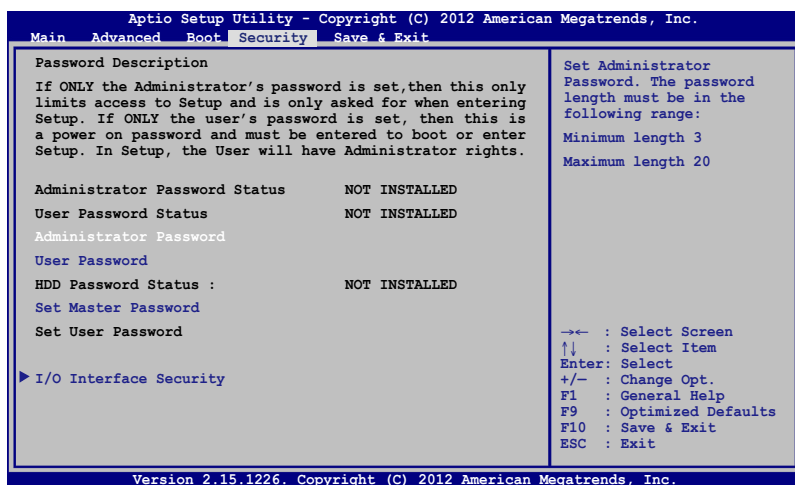 Aptio Setup Utility - Copyright (C) 2012 American Megatrends, Inc.
Main Advanced Boot Security Save & Exit
Password Description
If ONLY the Administrator's password is set,then this only
limits access to Setup and is only asked for when entering
Setup. If ONLY the user's password is set, then this is
a power on password and must be entered to boot or enter
Setup. In Setup, the User will have Administrator rights.
Administrator Password Status NOT INSTALLED
User Password Status NOT INSTALLED
Administrator Password
User Password
HDD Password Status : NOT INSTALLED
Set Master Password
Set User Password
I/O Interface Security
Set Administrator
Password. The password
length must be in the
following range:
Minimum length 3
Maximum length 20
→← : Select Screen
↑↓ : Select Item
Enter: Select
+/— : Change Opt.
F1 : General Help
F9 : Optimized Defaults
F10 : Save & Exit
ESC : Exit
Version 2.15.1226. Copyright (C) 2012 American Megatrends, Inc.